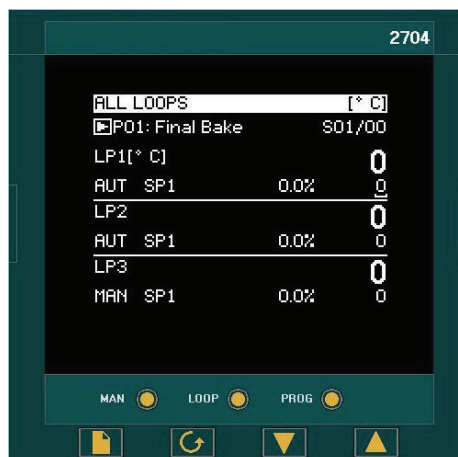 2704
ALL LOOPS [° C]
P01: Final Bake S01/00
LP1[° C] 0
AUT SP1 0.0% 0
LP2 0
AUT SP1 0.0% 0
LP3 0
MAN SP1 0.0% 0
MAN LOOP PROG